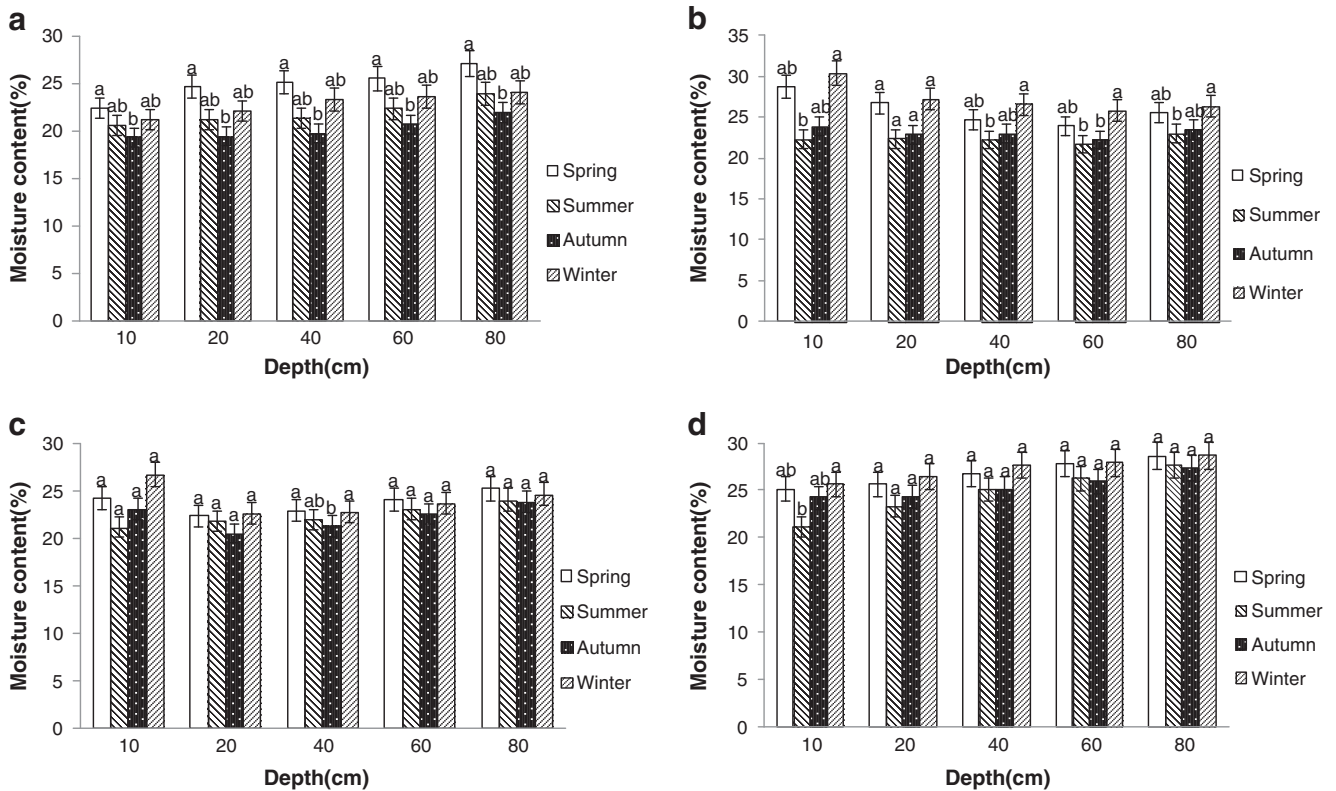 a
Moisture content(%)
30
25
20
15
10
5
0
a ab b ab a ab b ab a ab b ab a ab b ab a ab b ab
10 20 40 60 80
Depth(cm)
Spring
Summer
Autumn
Winter
b
Moisture content(%)
35
30
25
20
15
10
5
0
ab b ab a a a a a ab b ab a ab b b a ab b ab a
10 20 40 60 80
Depth(cm)
Spring
Summer
Autumn
Winter
c
Moisture content(%)
30
25
20
15
10
5
0
a a a a a a a a a ab b a a a a a a a a a
10 20 40 60 80
Depth(cm)
Spring
Summer
Autumn
Winter
d
Moisture content(%)
30
25
20
15
10
5
0
ab b ab a a a a a a a a a a a a a a a a a
10 20 40 60 80
Depth(cm)
Spring
Summer
Autumn
Winter